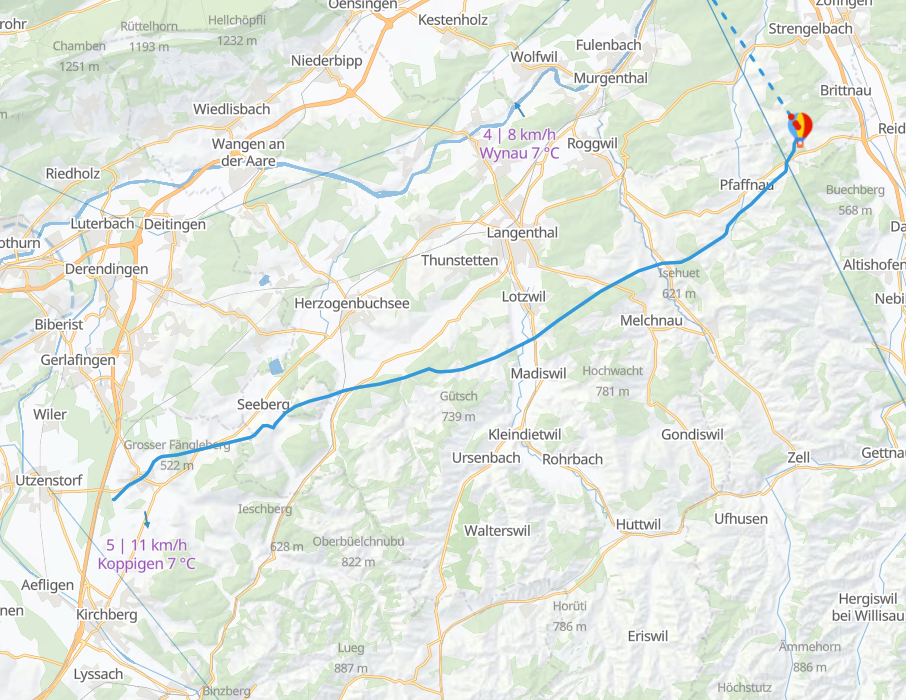 Oensingen
Zofingen
Rüttelhorn
1193 m
Hellchöpfli
1232 m
Kestenholz
Strengelbach
rohr
Chamben
1251 m
Niederbipp
Wolfwil
Fulenbach
Murgenthal
Brittnau
Wiedlisbach
Wangen an
der Aare
4 | 8 km/h
Wynau 7 °C
Roggwil
Reid
Riedholz
Pfaffnau
Buechberg
568 m
Luterbach
Deitingen
Langenthal
othurn
Derendingen
Thunstetten
Altishofen
Isehuet
621 m
Herzogenbuchsee
Lotzwil
Nebi
Biberist
Melchnau
Gerlafingen
Madiswil
Hochwacht
781 m
Gütsch
739 m
Seeberg
Wiler
Kleindietwil
Gondiswil
Grosser Fängleberg
522 m
Ursenbach
Rohrbach
Zell
Gettna
Utzenstorf
Ieschberg
Ufhusen
Huttwil
Walterswil
5 | 11 km/h
Koppigen 7 °C
628 m
Oberbüelchnubu
822 m
Aefligen
nen
Kirchberg
Horüti
786 m
Hergiswil
bei Willisau
Eriswil
Lueg
887 m
Ämmehorn
886 m
Lyssach
Binzberg
Höchstutz